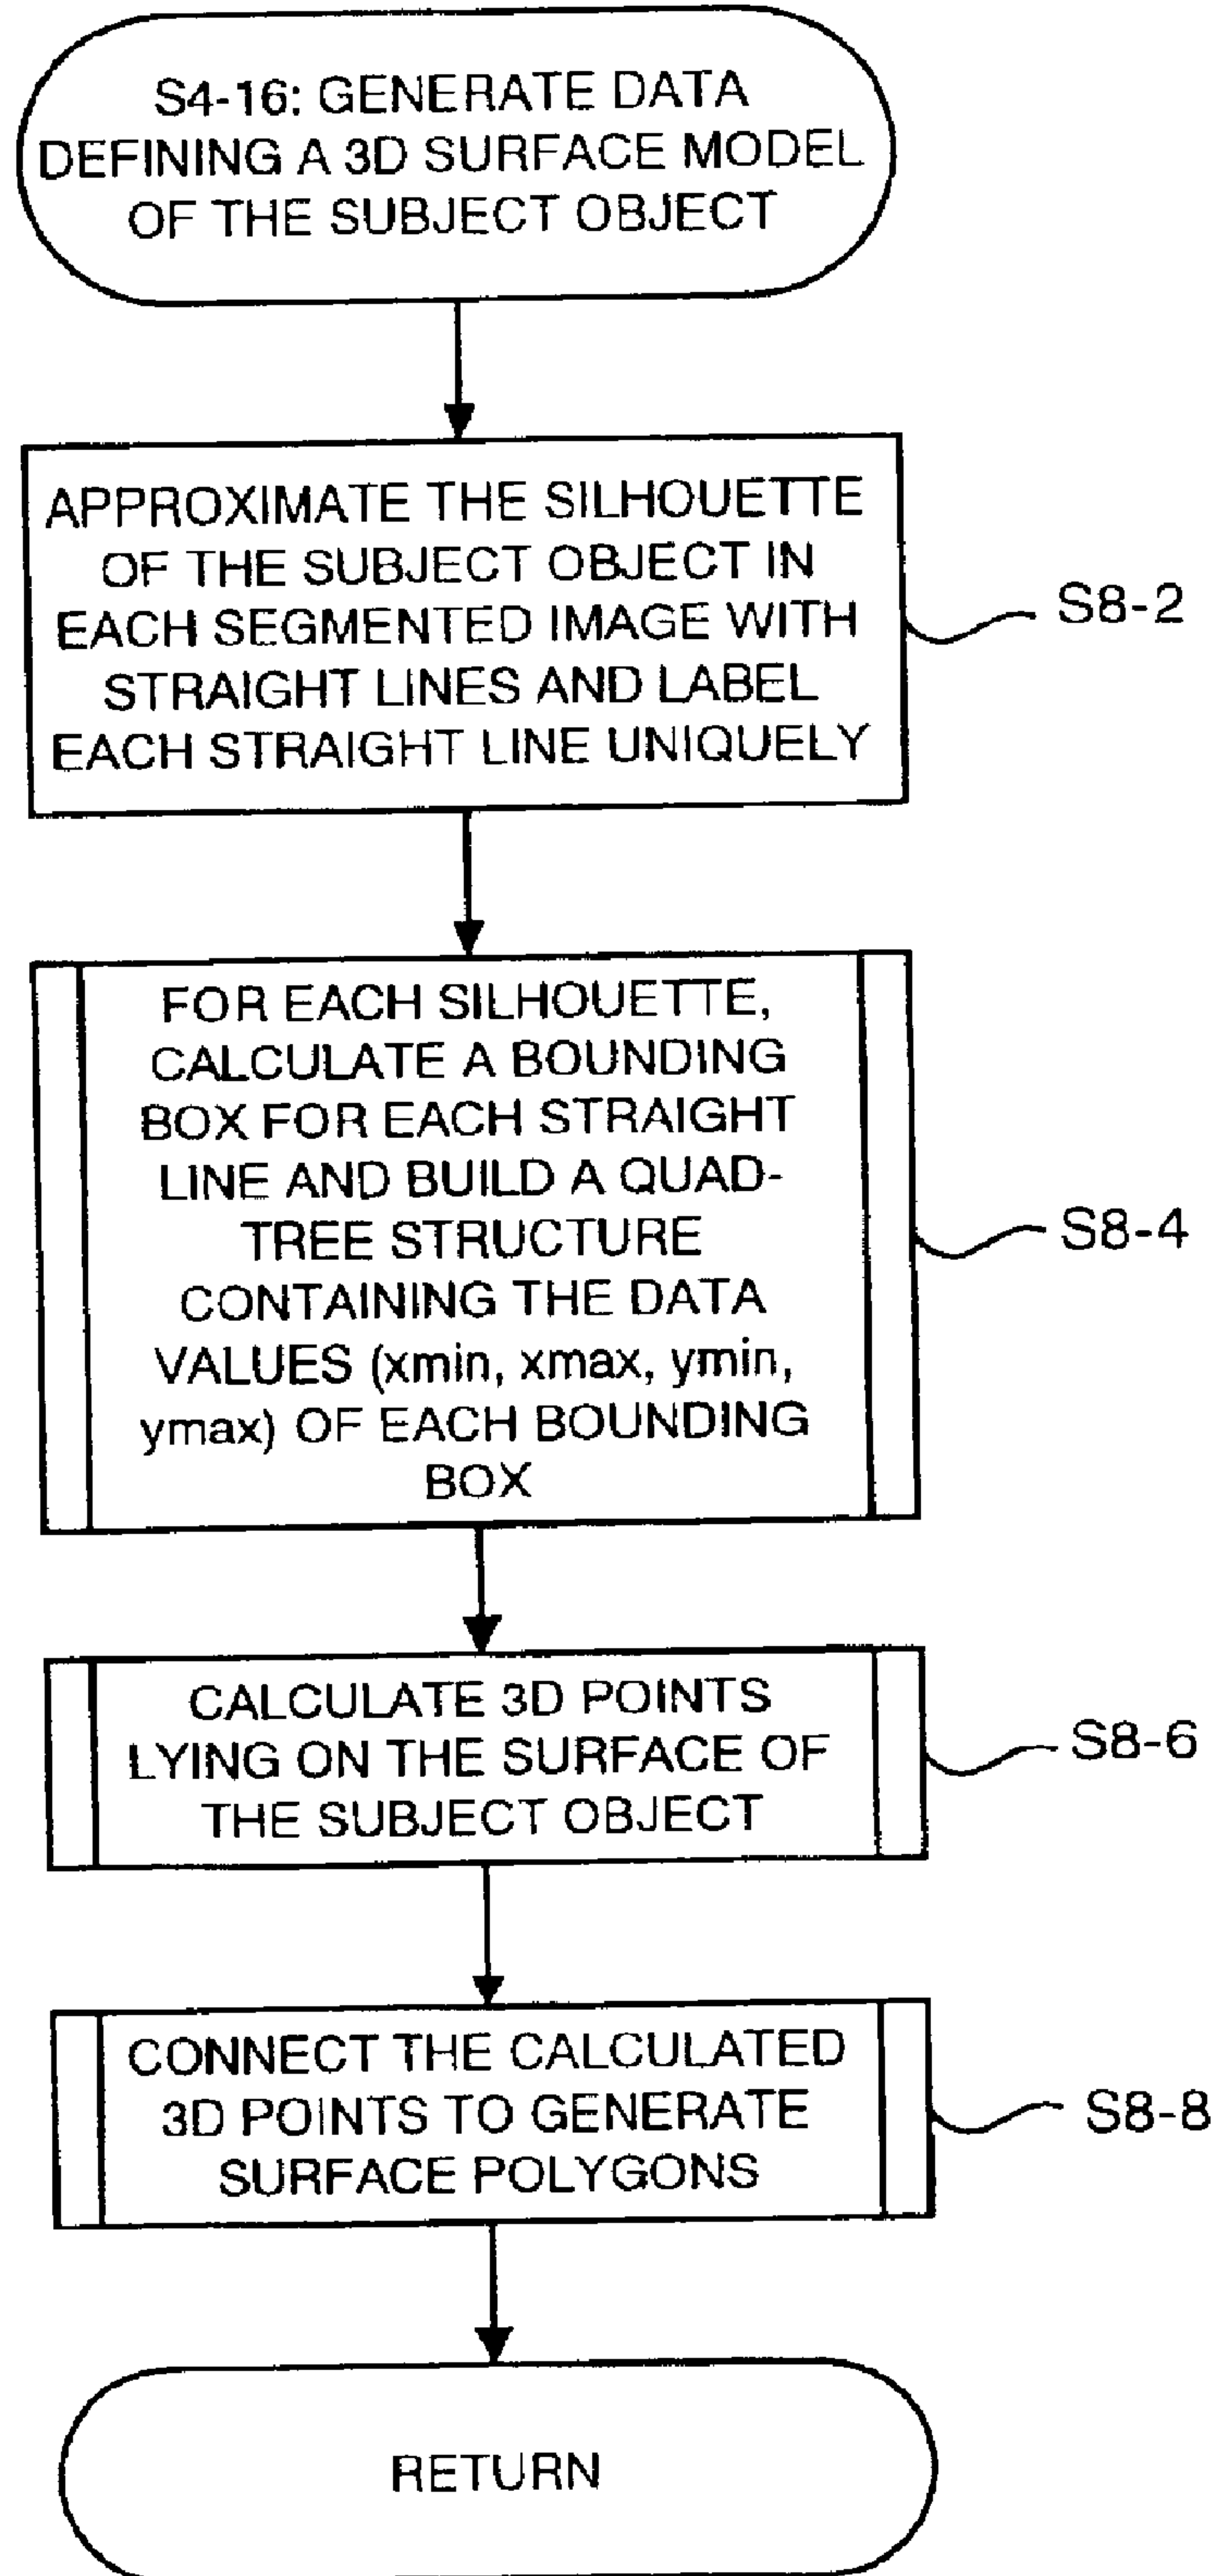 S4-16: GENERATE DATA
DEFINING A 3D SURFACE MODEL
OF THE SUBJECT OBJECT
APPROXIMATE THE SILHOUETTE
OF THE SUBJECT OBJECT IN
EACH SEGMENTED IMAGE WITH
STRAIGHT LINES AND LABEL
EACH STRAIGHT LINE UNIQUELY
S8-2
FOR EACH SILHOUETTE,
CALCULATE A BOUNDING
BOX FOR EACH STRAIGHT
LINE AND BUILD A QUAD-
TREE STRUCTURE
CONTAINING THE DATA
VALUES (xmin, xmax, ymin,
ymax) OF EACH BOUNDING
BOX
S8-4
CALCULATE 3D POINTS
LYING ON THE SURFACE OF
THE SUBJECT OBJECT
S8-6
CONNECT THE CALCULATED
3D POINTS TO GENERATE
SURFACE POLYGONS
S8-8
RETURN